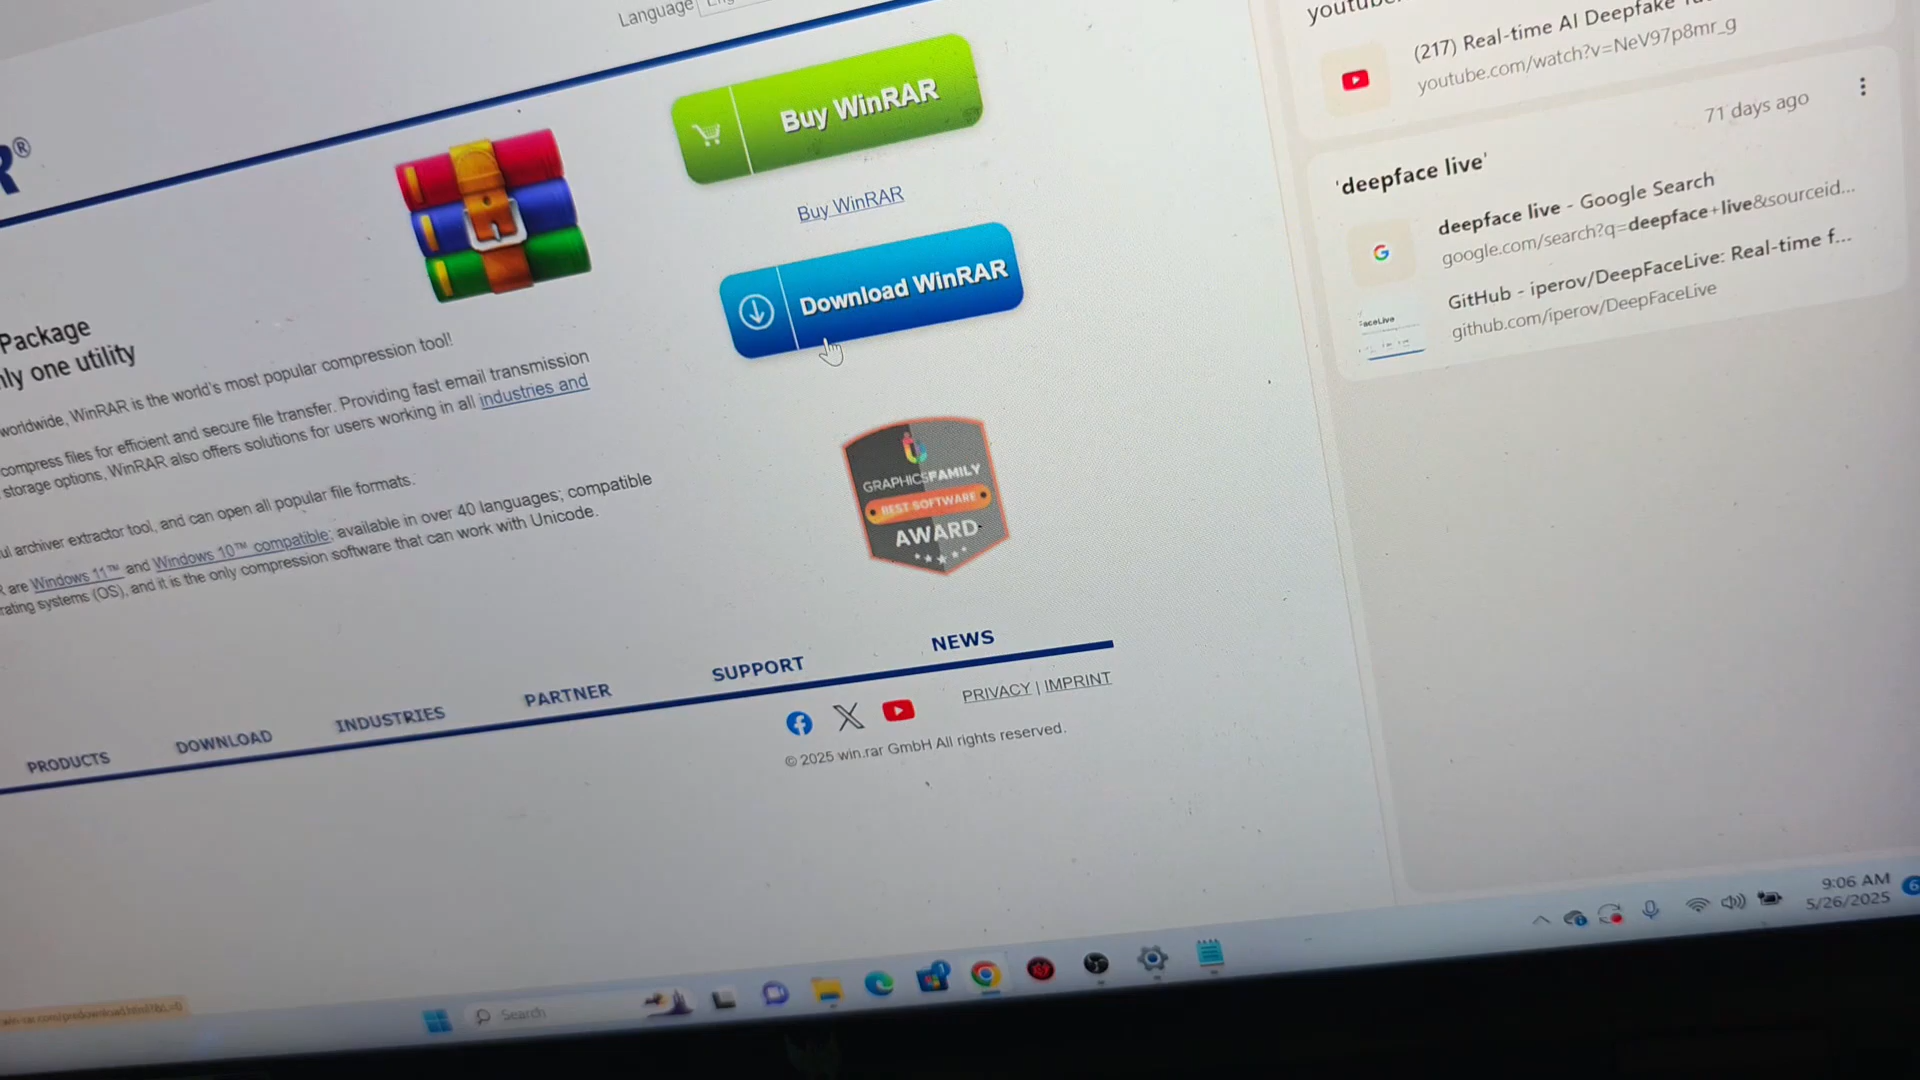 Language
R®
Buy WinRAR
Buy WinRAR
Download WinRAR
Package
nly one utility
worldwide, WinRAR is the world's most popular compression tool!
compress files for efficient and secure file transfer. Providing fast email transmission
storage options, WinRAR also offers solutions for users working in all industries and
ul archiver extractor tool, and can open all popular file formats.
R are Windows 11™ and Windows 10™ compatible; available in over 40 languages; compatible
rating systems (OS), and it is the only compression software that can work with Unicode.
GRAPHICSFAMILY
BEST SOFTWARE
AWARD
PRODUCTS
DOWNLOAD
INDUSTRIES
PARTNER
SUPPORT
NEWS
PRIVACY | IMPRINT
© 2025 win.rar GmbH All rights reserved.
youtube
(217) Real-time AI Deepfake
youtube.com/watch?v=NeV97p8mr_g
71 days ago
'deepface live'
deepface live - Google Search
google.com/search?q=deepface+live&sourceid...
GitHub - iperov/DeepFaceLive: Real-time f...
github.com/iperov/DeepFaceLive
Search
9:06 AM
5/26/2025